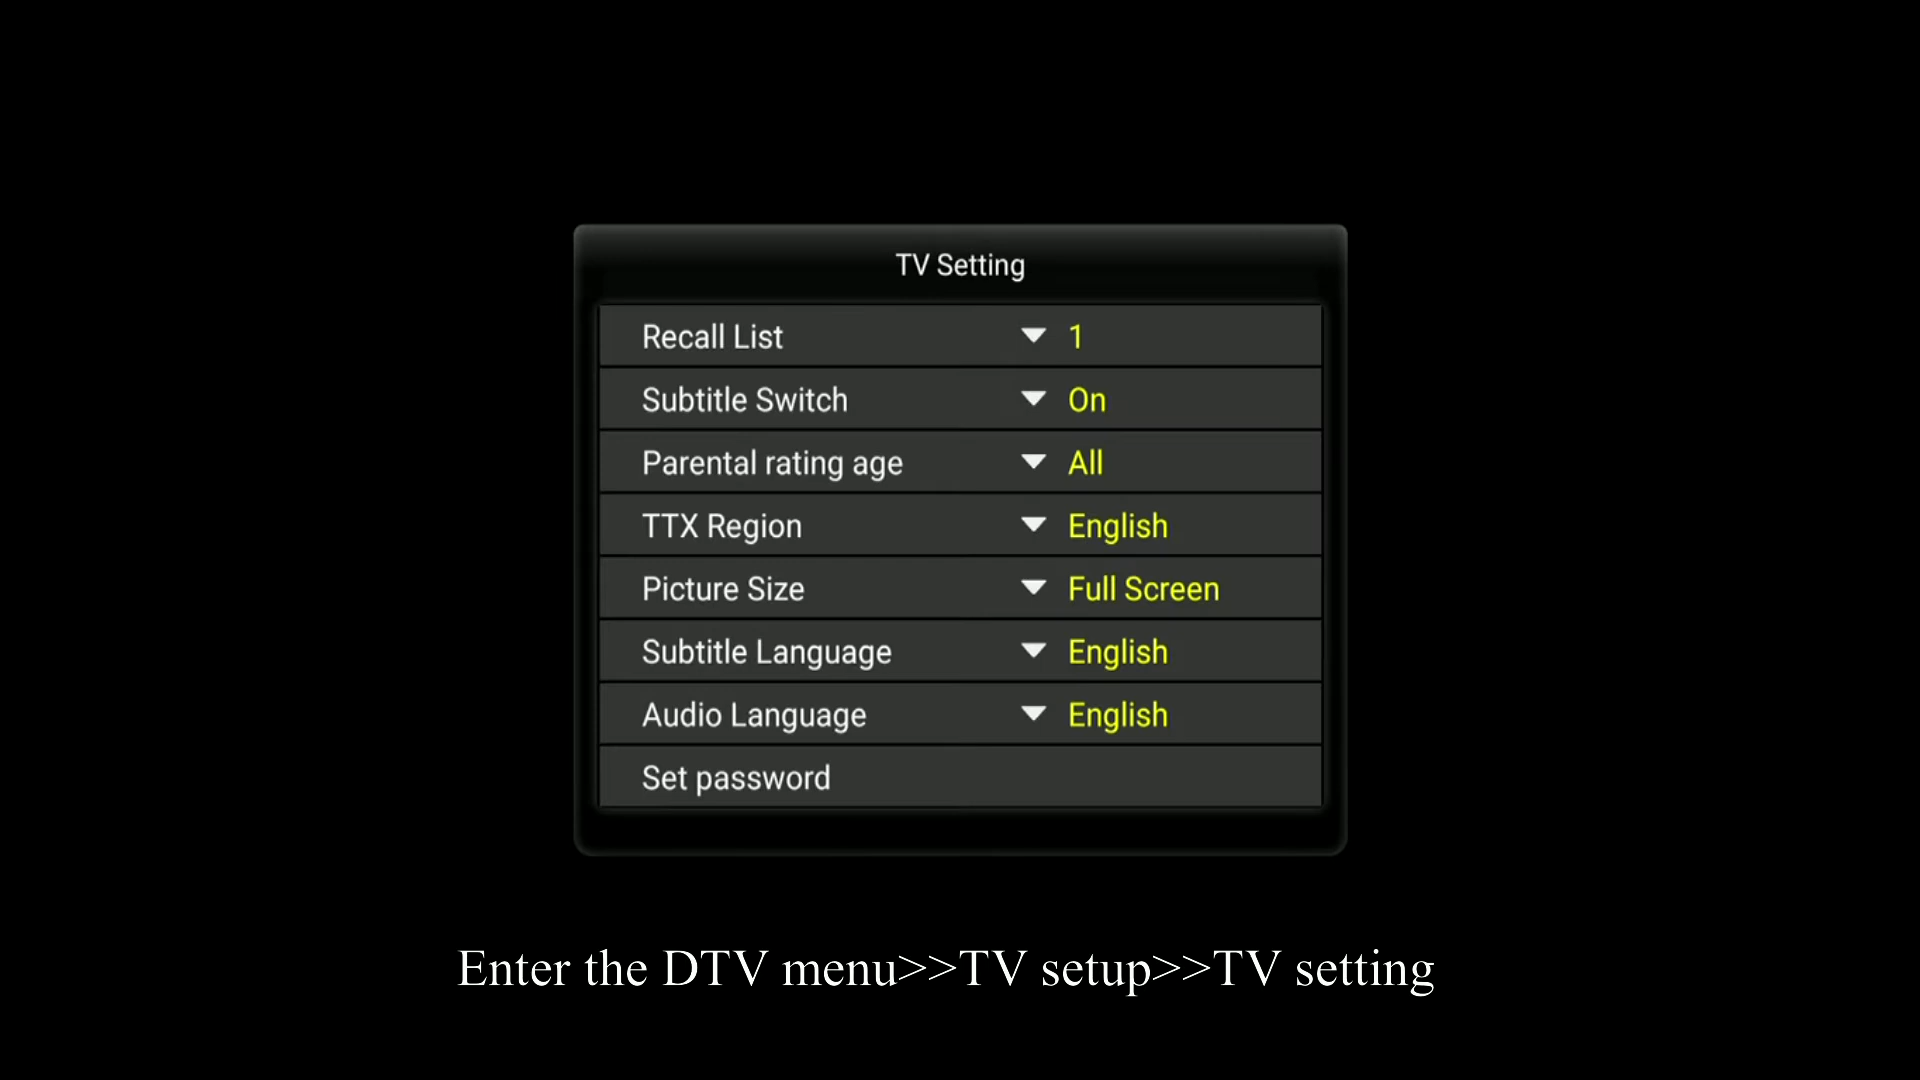 TV Setting
Recall List 1
Subtitle Switch On
Parental rating age All
TTX Region English
Picture Size Full Screen
Subtitle Language English
Audio Language English
Set password
Enter the DTV menu>>TV setup>>TV setting